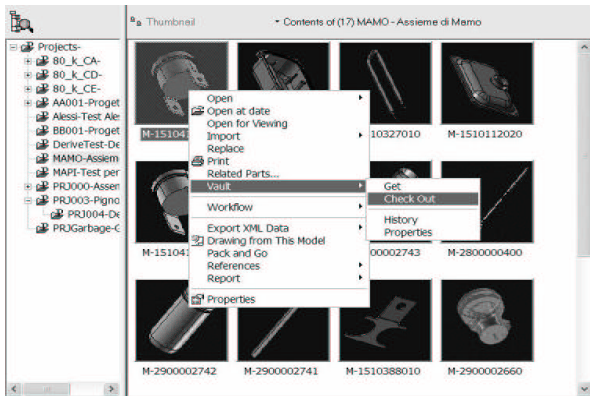 Thumbnail
Contents of (17) MAMO - Assieme di Mamo
Projects-
80_k_CA-
80_k_CD-
80_k_CE-
AA001-Proget
Alessi-Test Ale
BB001-Proget
DeriveTest-De
MAMO-Assiem
MAPI-Test per
PRJ000-Assen
PRJ003-Pigno
PRJ004-De
PRJGarbage-C
M-15104
10327010
M-1510112020
Open
Open at date
Open for Viewing
Import
Replace
Print
Related Parts...
Vault
Workflow
Export XML Data
Drawing from This Model
Pack and Go
References
Report
Properties
Get
Check Out
History
Properties
M-15104
00002743
M-2800000400
M-2900002742
M-2900002741
M-1510388010
M-2900002660